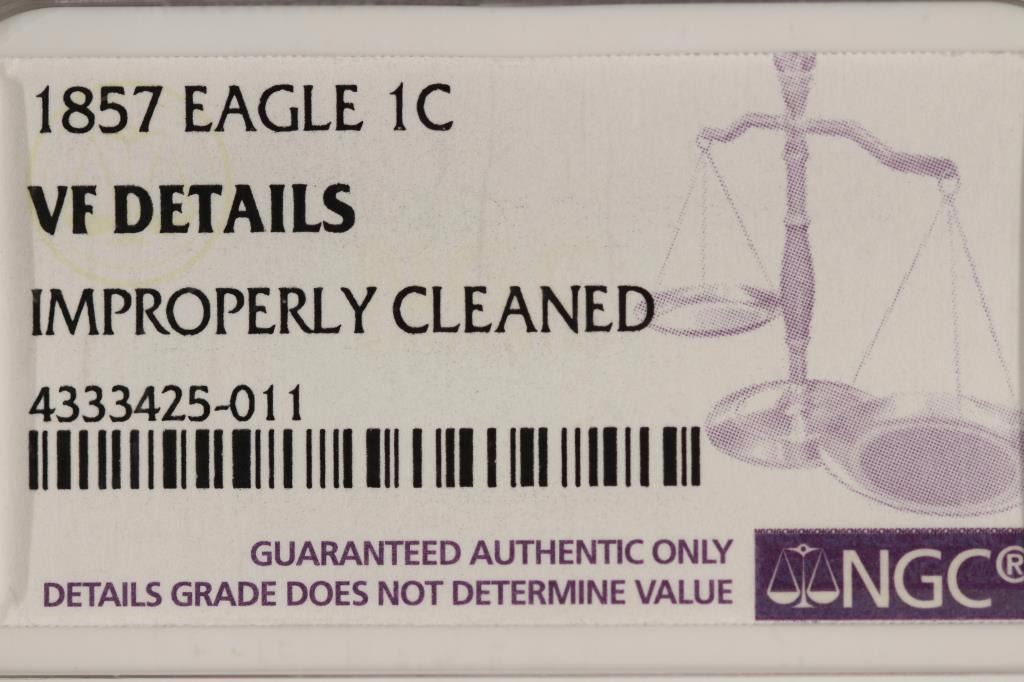 1857 EAGLE 1C
VF DETAILS
IMPROPERLY CLEANED
4333425-011
GUARANTEED AUTHENTIC ONLY
DETAILS GRADE DOES NOT DETERMINE VALUE
NGC®